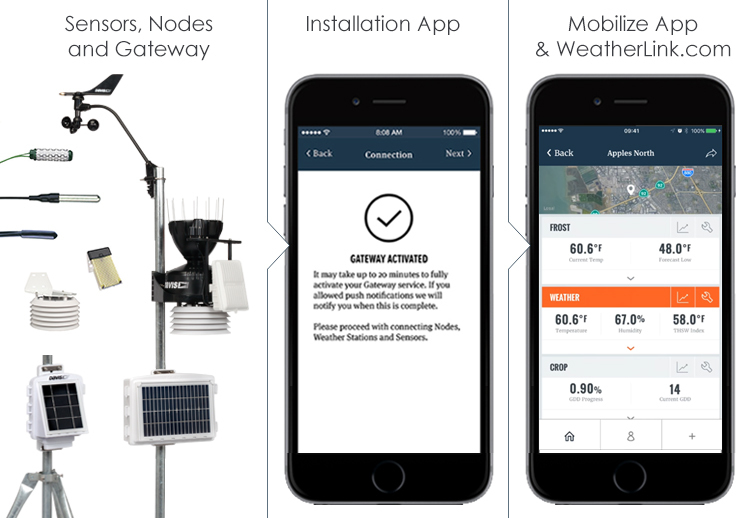 Sensors, Nodes
and Gateway
DAVIS
DAVIS
Installation App
8:08 AM
100%
Back
Connection
Next
GATEWAY ACTIVATED
It may take up to 20 minutes to fully
activate your Gateway service. If you
allowed push notifications we will
notify you when this is complete.
Please proceed with connecting Nodes,
Weather Stations and Sensors.
Mobilize App
& WeatherLink.com
09:41
100%
Back
Apples North
FROST
60.6°F
48.0°F
Current Temp
Forecast Low
WEATHER
60.6°F
67.0%
58.0°F
Temperature
Humidity
THSW Index
CROP
0.90%
14
GDD Progress
Current GDD